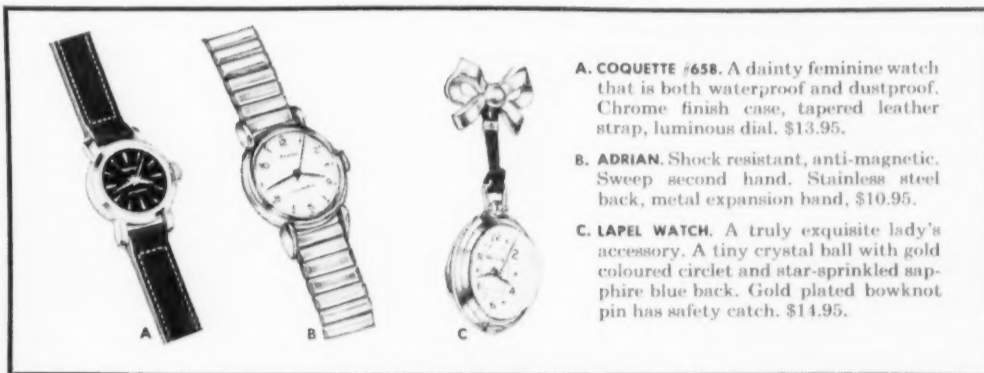 A. COQUETTE #658. A dainty feminine watch
that is both waterproof and dustproof.
Chrome finish case, tapered leather
strap, luminous dial. $13.95.
B. ADRIAN. Shock resistant, anti-magnetic.
Sweep second hand. Stainless steel
back, metal expansion band, $10.95.
C. LAPEL WATCH. A truly exquisite lady's
accessory. A tiny crystal ball with gold
coloured circlet and star-sprinkled sap-
phire blue back. Gold plated bowknot
pin has safety catch. $14.95.
A
B
C